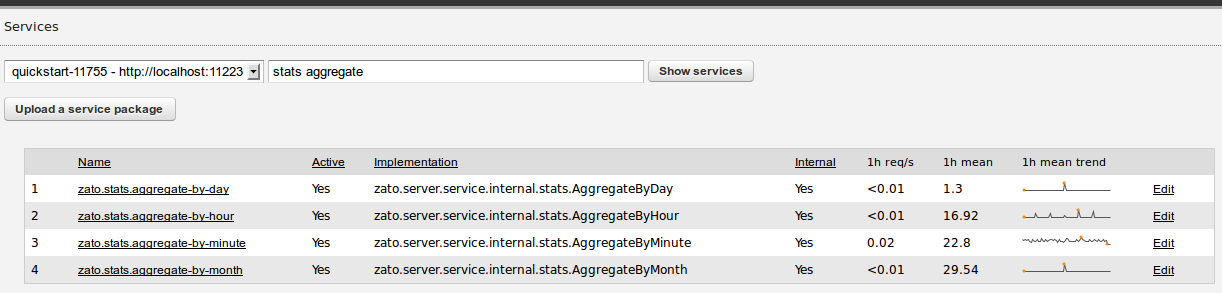 Services
quickstart-11755 - http://localhost:11223 stats aggregate Show services
Upload a service package
Name Active Implementation Internal 1h req/s 1h mean 1h mean trend
1 zato.stats.aggregate-by-day Yes zato.server.service.internal.stats.AggregateByDay Yes <0.01 1.3 Edit
2 zato.stats.aggregate-by-hour Yes zato.server.service.internal.stats.AggregateByHour Yes <0.01 16.92 Edit
3 zato.stats.aggregate-by-minute Yes zato.server.service.internal.stats.AggregateByMinute Yes 0.02 22.8 Edit
4 zato.stats.aggregate-by-month Yes zato.server.service.internal.stats.AggregateByMonth Yes <0.01 29.54 Edit